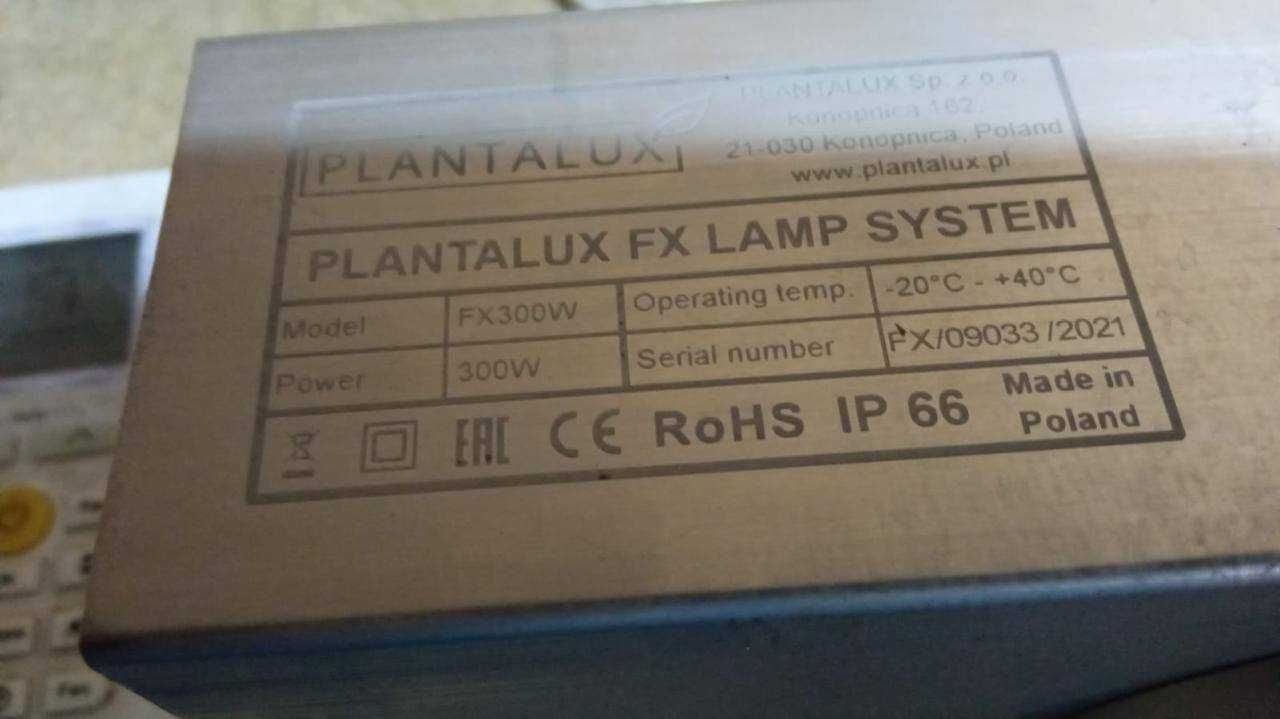 PLANTALUX
PLANTALUX Sp. z o.o.
Konopnica 162,
21-030 Konopnica, Poland
www.plantalux.pl
PLANTALUX FX LAMP SYSTEM
Model FX300W Operating temp. -20°C - +40°C
Power 300W Serial number FX/09033/2021
EAC CE RoHS IP 66 Made in
Poland
Fan